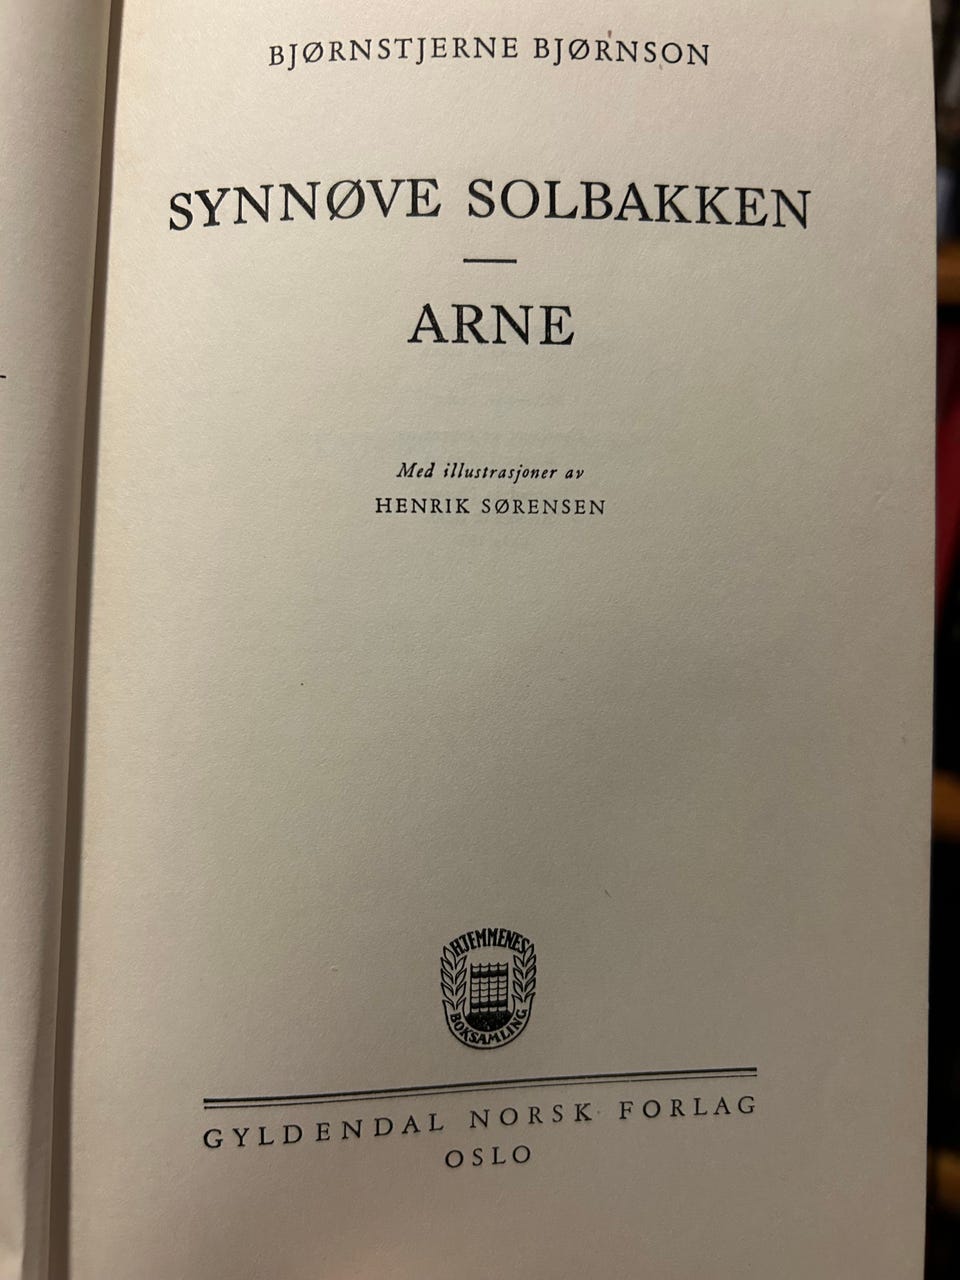 BJØRNSTJERNE BJØRNSON
SYNNØVE SOLBAKKEN
ARNE
Med illustrasjoner av
HENRIK SØRENSEN
HJEMMENES
BOKSAMLING
GYLDENDAL NORSK FORLAG
OSLO